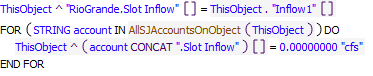 ThisObject ^ "RioGrande.Slot Inflow" [ ] = ThisObject . "Inflow1" [ ]
FOR ( STRING account IN AllSJAccountsOnObject ( ThisObject ) ) DO
ThisObject ^ ( account CONCAT ".Slot Inflow" ) [ ] = 0.00000000 "cfs"
END FOR